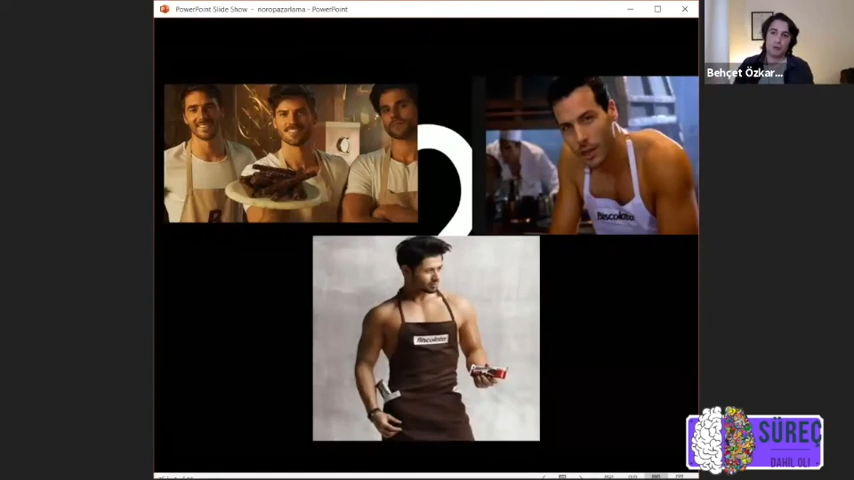 PowerPoint Slide Show - noropazarlama - PowerPoint
Behçet Özkar...
Biscolata
Biscolata
SÜREÇ
DAHİL OL!